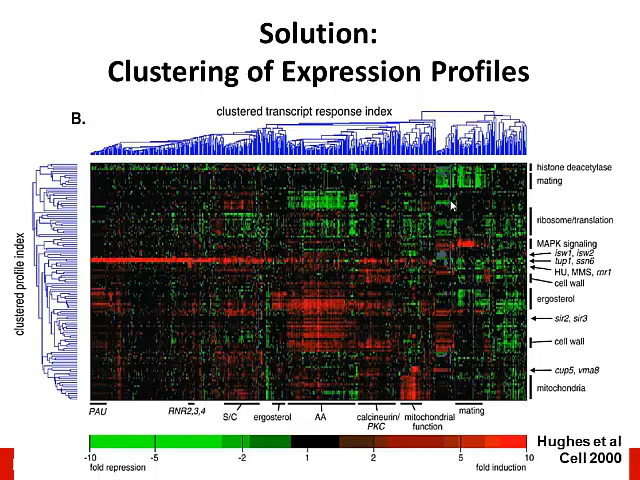 Solution:
Clustering of Expression Profiles
clustered transcript response index
B.
clustered profile index
histone deacetylase
mating
ribosome/translation
MAPK signaling
isw1, isw2
tup1, ssn6
HU, MMS, rnr1
cell wall
ergosterol
sir2, sir3
cell wall
cup5, vma8
mitochondria
PAU
RNR2,3,4
S/C
ergosterol
AA
calcineurin/
PKC
mitochondrial
function
mating
-10 -5 -2 1 2 5 10
fold repression
fold induction
Hughes et al
Cell 2000